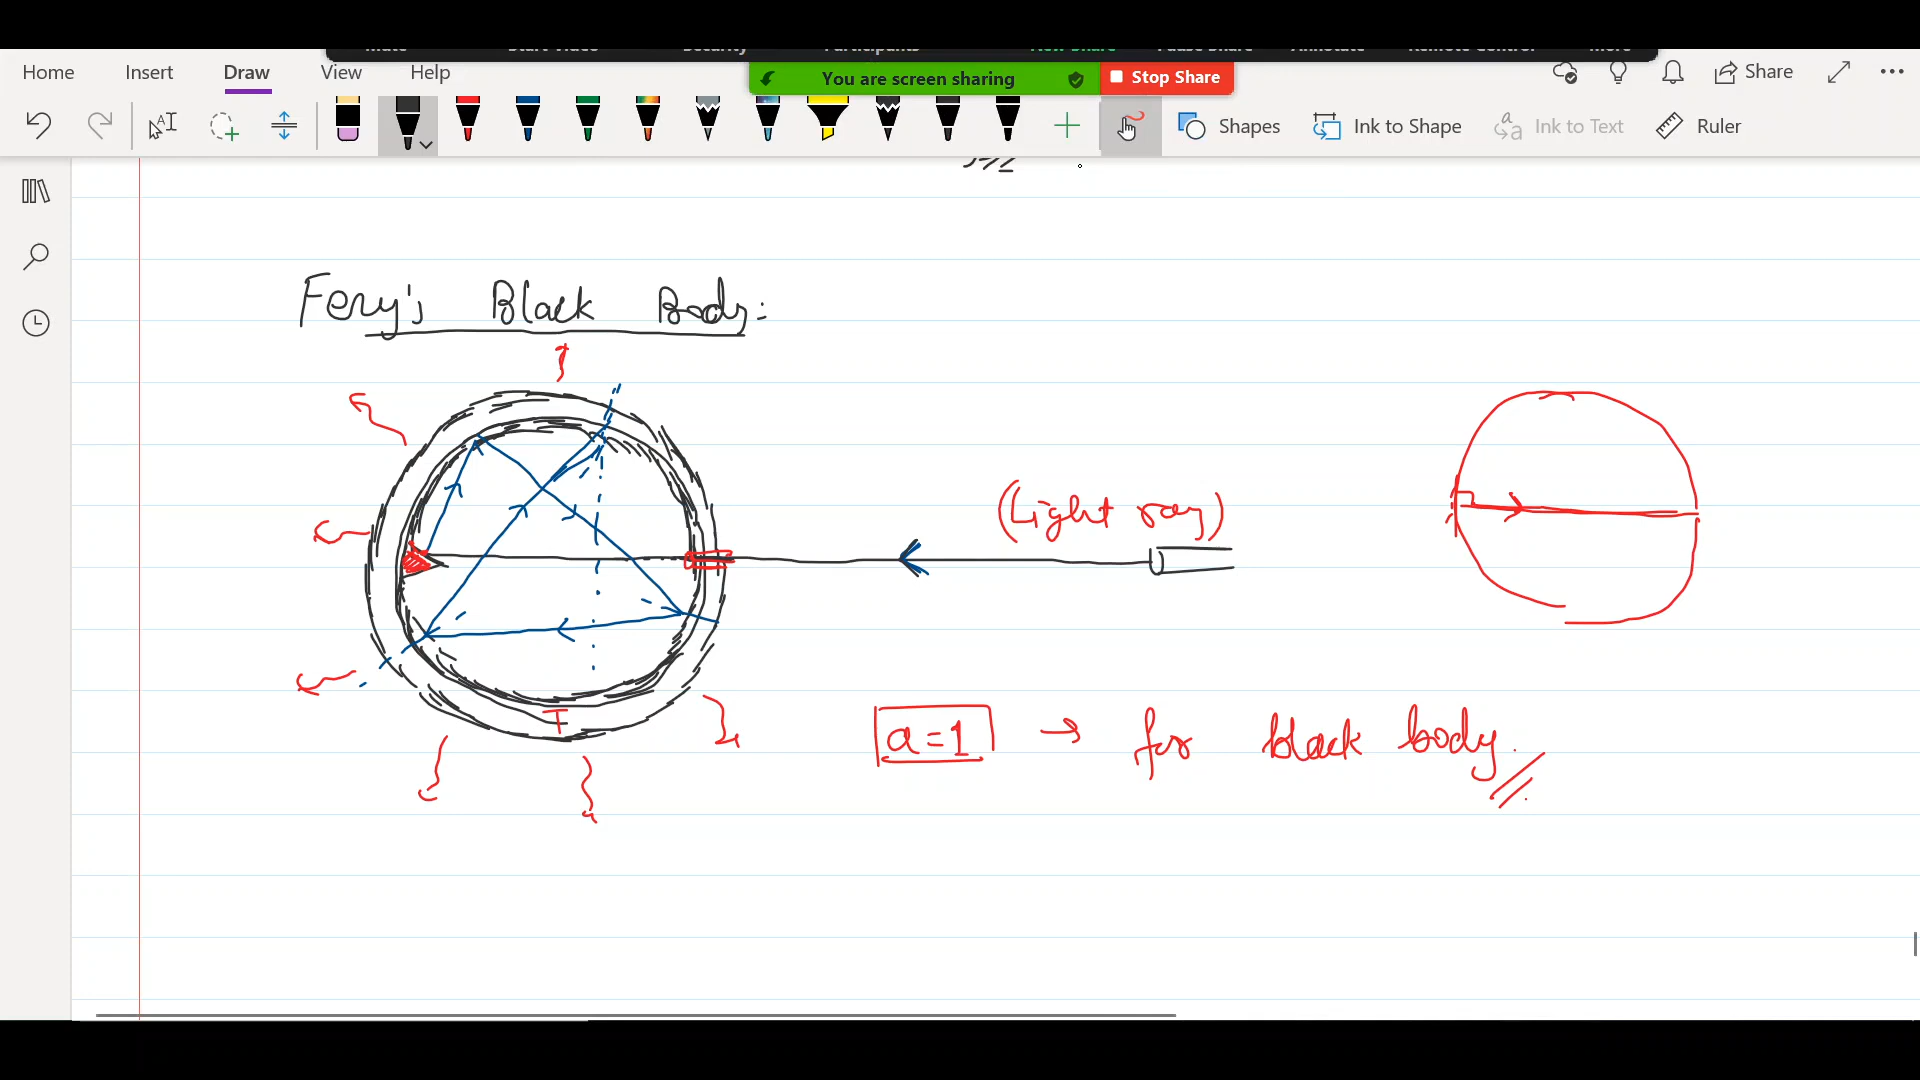 Home Insert Draw View Help
You are screen sharing Stop Share
Share
Shapes Ink to Shape Ink to Text Ruler
Fery's Black Body:
(Light ray)
T
a=1 → for black body.